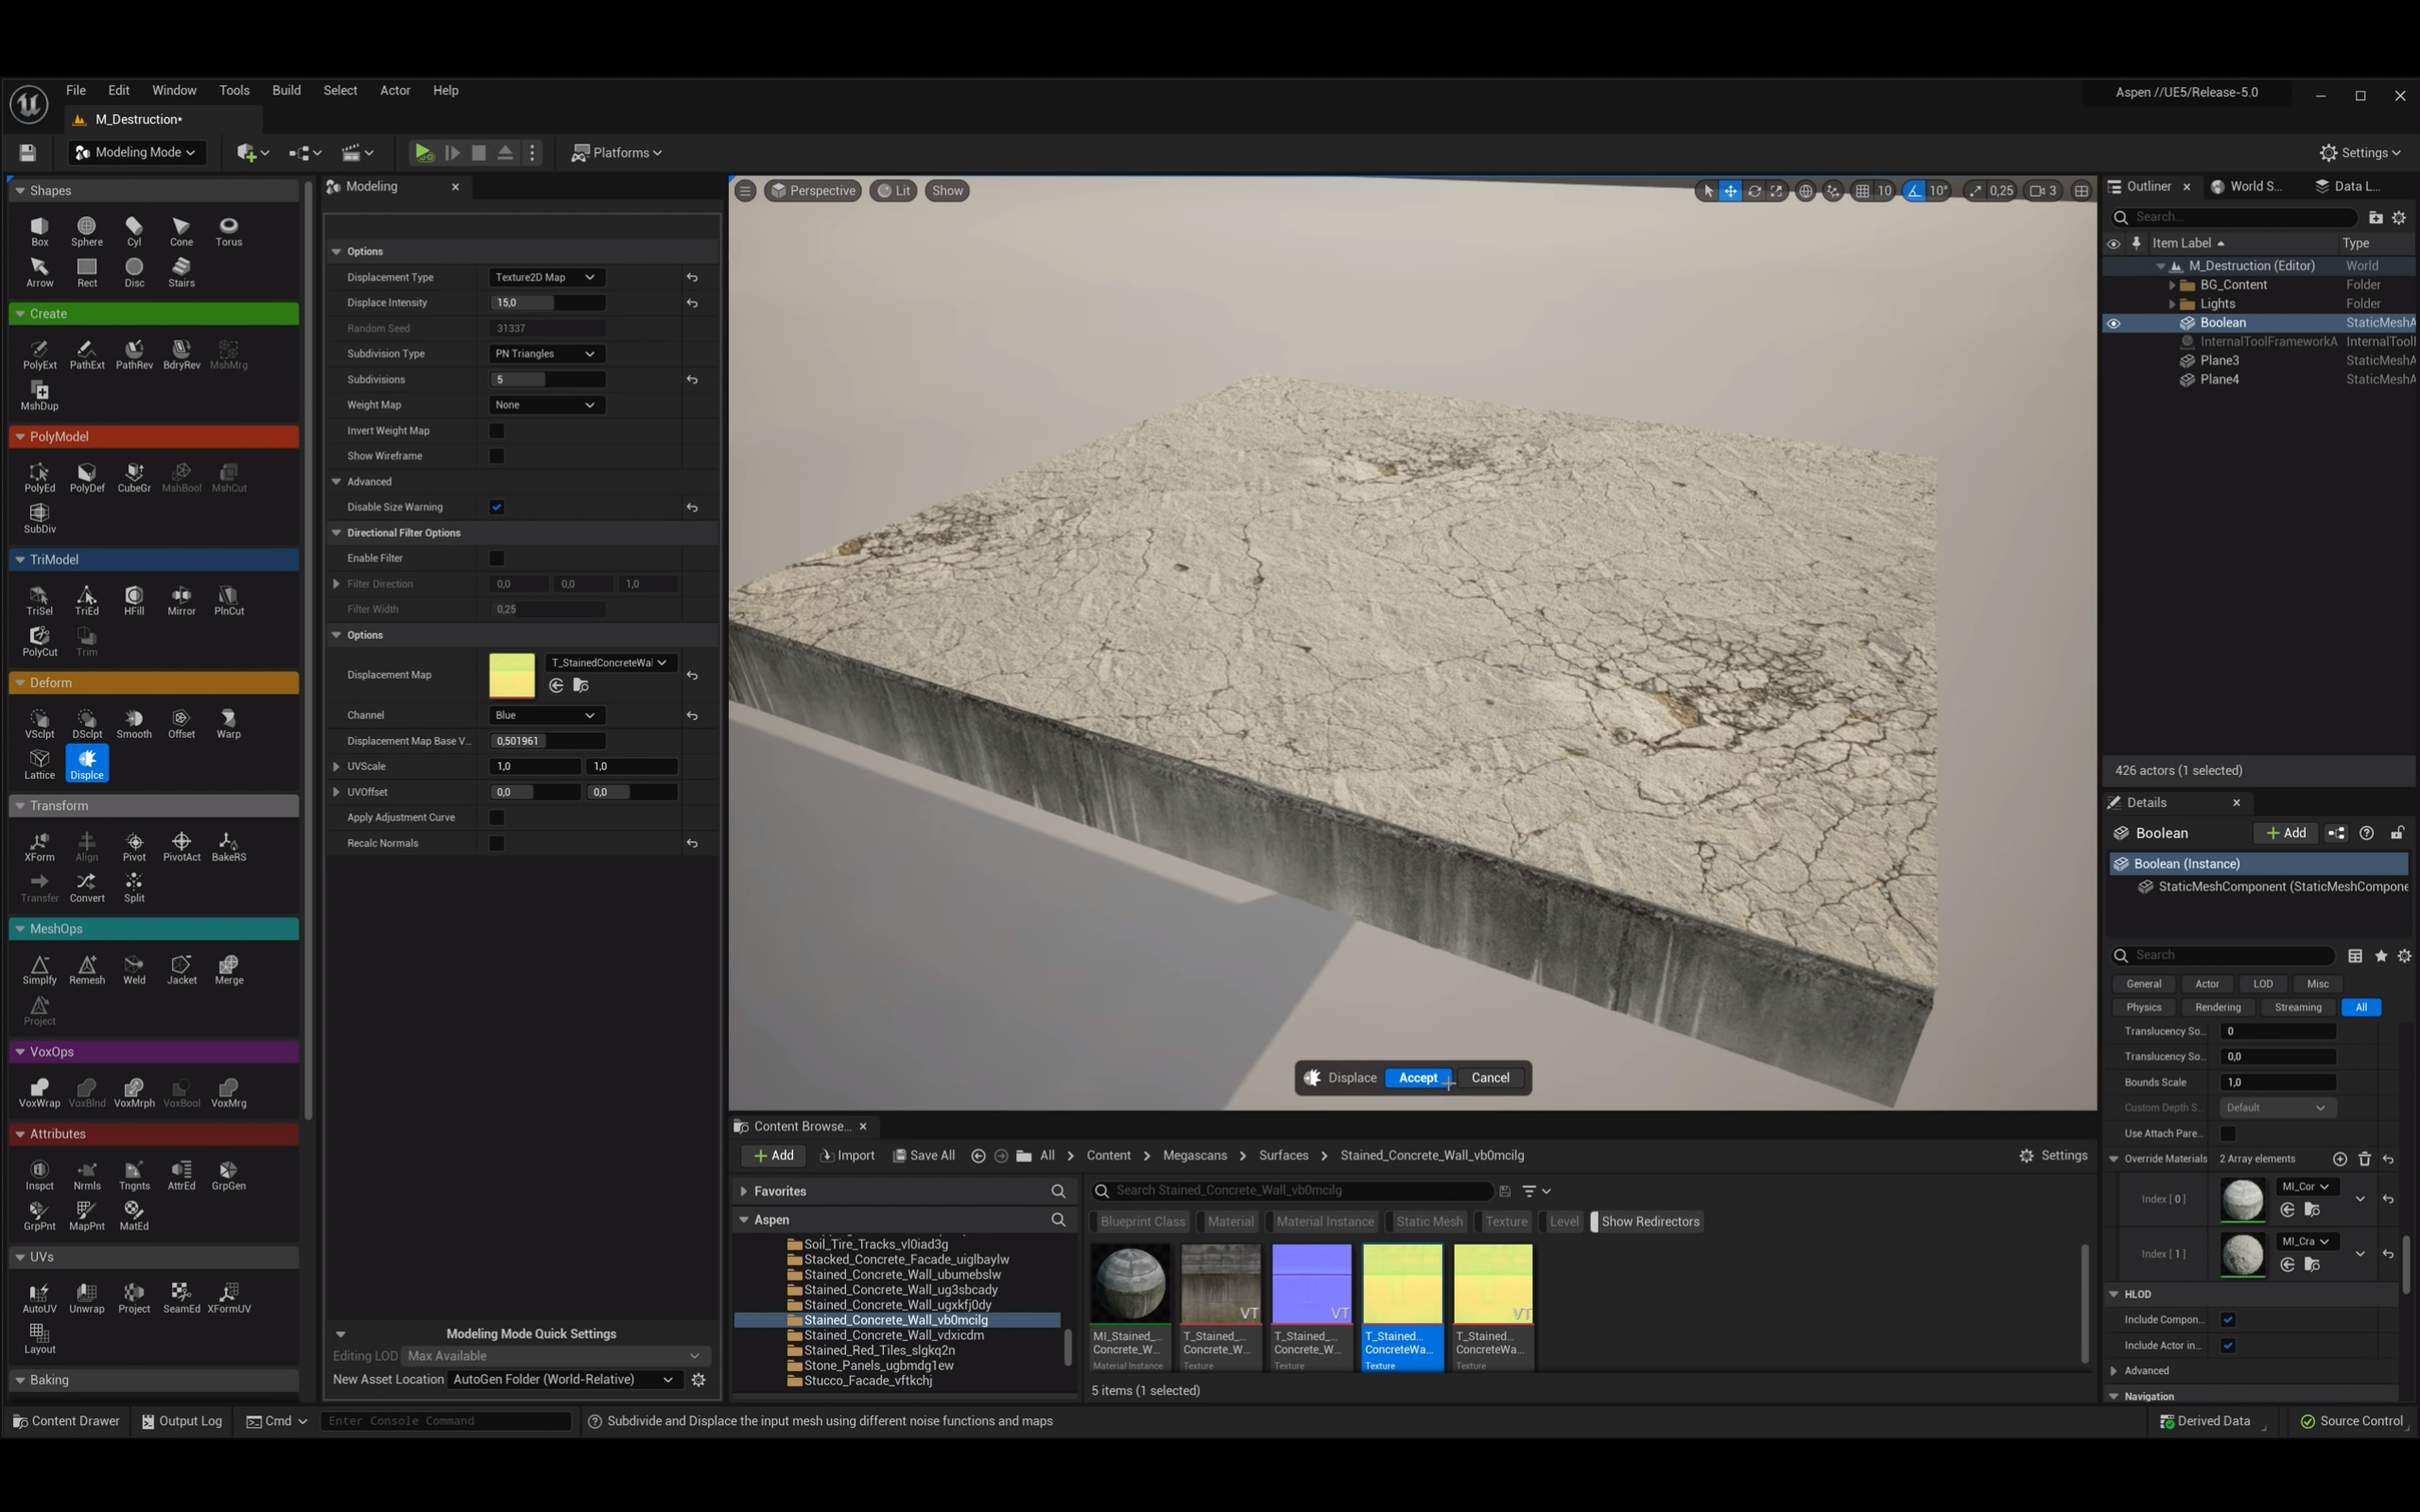 File Edit Window Tools Build Select Actor Help
Aspen //UE5/Release-5.0
M_Destruction*
Modeling Mode
Platforms
Settings
Shapes
Box Sphere Cyl Cone Torus
Arrow Rect Disc Stairs
Create
PolyExt PathExt PathRev BdryRev MshMrg
MshDup
PolyModel
PolyEd PolyDef CubeGr MshBool MshCut
SubDiv
TriModel
TriSel TriEd HFill Mirror PlnCut
PolyCut Trim
Deform
VSclpt DSclpt Smooth Offset Warp
Lattice Displce
Transform
XForm Align Pivot PivotAct BakeRS
Transfer Convert Split
MeshOps
Simplfy Remesh Weld Jacket Merge
Project
VoxOps
VoxWrap VoxBlnd VoxMrph VoxBool VoxMrg
Attributes
Inspct Nrmls Tngnts AttrEd GrpGen
GrpPnt MapPnt MatEd
UVs
AutoUV Unwrap Project SeamEd XFormUV
Layout
Baking
Modeling
Options
Displacement Type Texture2D Map
Displace Intensity 15,0
Random Seed 31337
Subdivision Type PN Triangles
Subdivisions 5
Weight Map None
Invert Weight Map
Show Wireframe
Advanced
Disable Size Warning
Directional Filter Options
Enable Filter
Filter Direction 0,0 0,0 1,0
Filter Width 0,25
Options
Displacement Map T_StainedConcreteWal
Channel Blue
Displacement Map Base V... 0,501961
UVScale 1,0 1,0
UVOffset 0,0 0,0
Apply Adjustment Curve
Recalc Normals
Modeling Mode Quick Settings
Editing LOD Max Available
New Asset Location AutoGen Folder (World-Relative)
Perspective Lit Show
10 10° 0,25 3
Displace Accept Cancel
Content Browse...
Add Import Save All All Content Megascans Surfaces Stained_Concrete_Wall_vb0mcilg
Settings
Favorites
Aspen
Soil_Tire_Tracks_vl0iad3g
Stacked_Concrete_Facade_uiglbaylw
Stained_Concrete_Wall_ubumebslw
Stained_Concrete_Wall_ug3sbcady
Stained_Concrete_Wall_ugxkfj0dy
Stained_Concrete_Wall_vb0mcilg
Stained_Concrete_Wall_vdxicdm
Stained_Red_Tiles_slgkq2n
Stone_Panels_ugbmdg1ew
Stucco_Facade_vftkchj
Search Stained_Concrete_Wall_vb0mcilg
Blueprint Class Material Material Instance Static Mesh Texture Level Show Redirectors
VT VT VT
MI_Stained_... T_Stained_... T_Stained_... T_Stained... T_Stained...
Concrete_W... Concrete_W... Concrete_W... ConcreteWa... ConcreteWa...
Material Instance Texture Texture Texture Texture
5 items (1 selected)
Outliner World S... Data L...
Search...
Item Label Type
M_Destruction (Editor) World
BG_Content Folder
Lights Folder
Boolean StaticMeshA
InternalToolFrameworkA InternalTool
Plane3 StaticMeshA
Plane4 StaticMeshA
426 actors (1 selected)
Details
Boolean Add
Boolean (Instance)
StaticMeshComponent (StaticMeshCompone
Search
General Actor LOD Misc
Physics Rendering Streaming All
Translucency So... 0
Translucency So... 0,0
Bounds Scale 1,0
Custom Depth S... Default
Use Attach Pare...
Override Materials 2 Array elements
Index [ 0 ] MI_Cor
Index [ 1 ] MI_Cra
HLOD
Include Compon...
Include Actor in...
Advanced
Navigation
Content Drawer Output Log Cmd Enter Console Command Subdivide and Displace the input mesh using different noise functions and maps
Derived Data Source Control